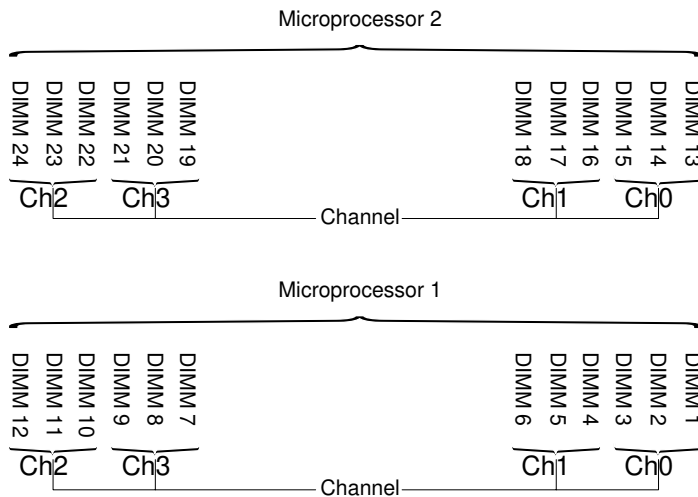 Microprocessor 2
DIMM 24
DIMM 23
DIMM 22
DIMM 21
DIMM 20
DIMM 19
DIMM 18
DIMM 17
DIMM 16
DIMM 15
DIMM 14
DIMM 13
Ch2
Ch3
Ch1
Ch0
Channel
Microprocessor 1
DIMM 12
DIMM 11
DIMM 10
DIMM 9
DIMM 8
DIMM 7
DIMM 6
DIMM 5
DIMM 4
DIMM 3
DIMM 2
DIMM 1
Ch2
Ch3
Ch1
Ch0
Channel